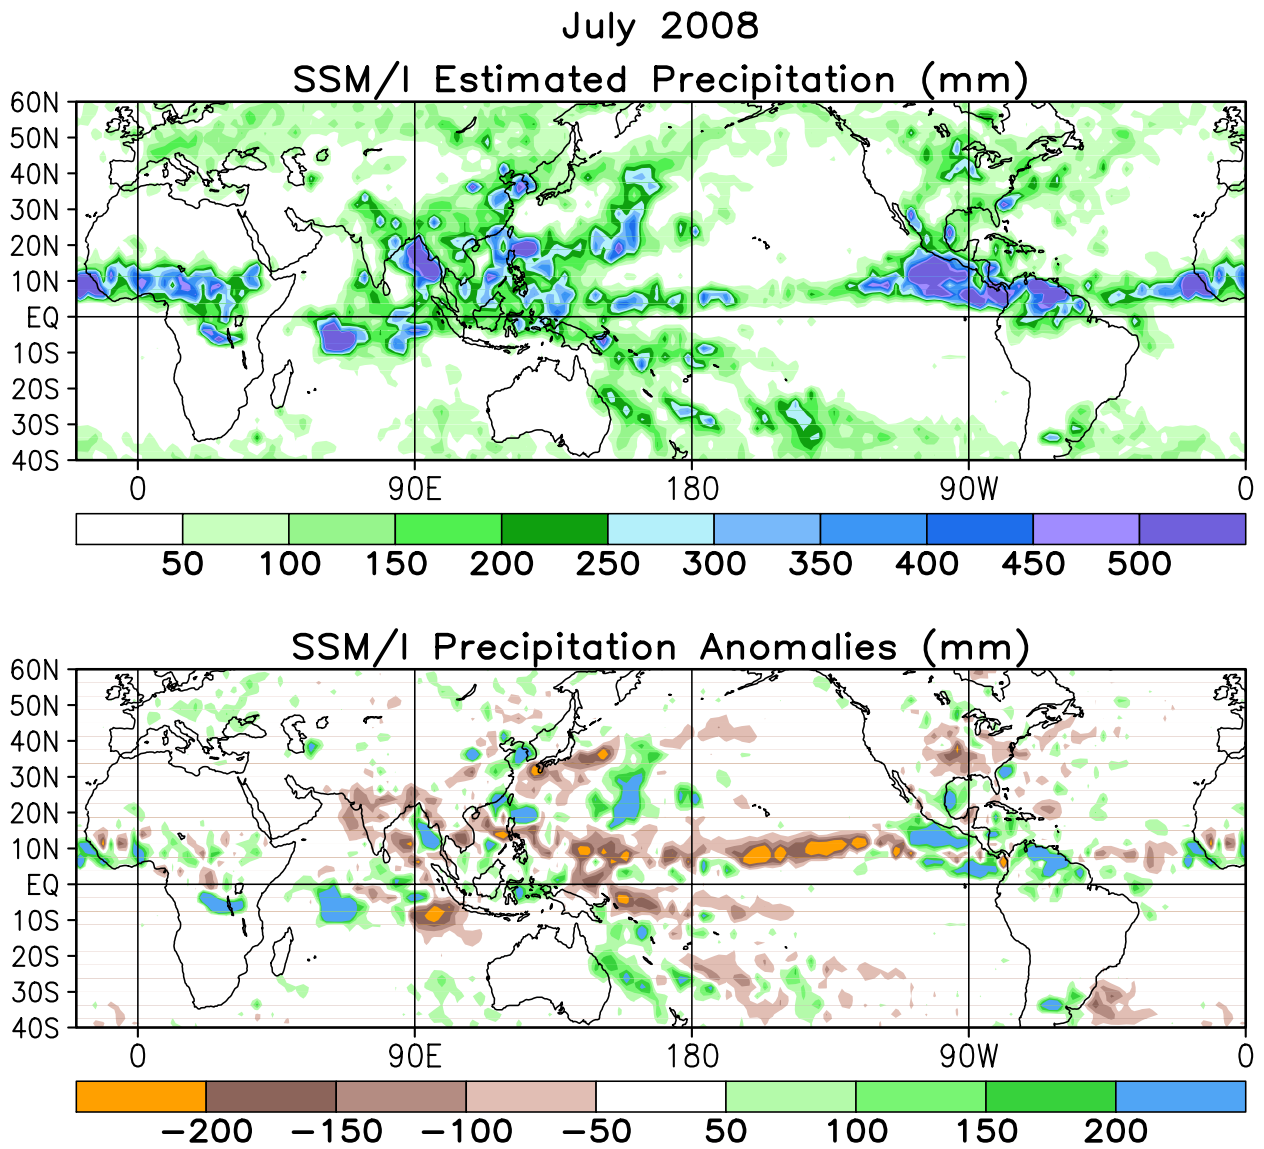 July 2008
SSM/I Estimated Precipitation (mm)
60N
50N
40N
30N
20N
10N
EQ
10S
20S
30S
40S
0 90E 180 90W 0
50 100 150 200 250 300 350 400 450 500
SSM/I Precipitation Anomalies (mm)
60N
50N
40N
30N
20N
10N
EQ
10S
20S
30S
40S
0 90E 180 90W 0
−200 −150 −100 −50 50 100 150 200